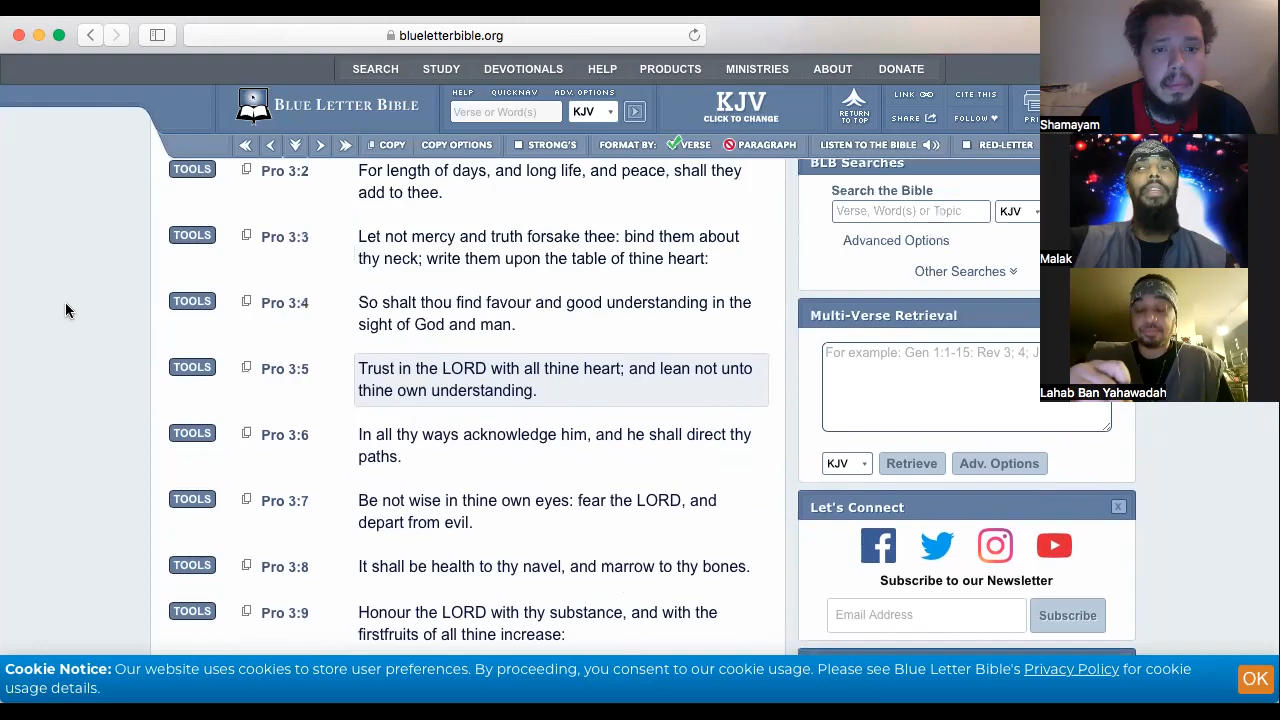 blueletterbible.org
SEARCH STUDY DEVOTIONALS HELP PRODUCTS MINISTRIES ABOUT DONATE
BLUE LETTER BIBLE
HELP QUICKNAV ADV. OPTIONS
Verse or Word(s) KJV
KJV
CLICK TO CHANGE
RETURN
TO TOP
LINK CITE THIS
SHARE FOLLOW
COPY COPY OPTIONS STRONG'S FORMAT BY: VERSE PARAGRAPH LISTEN TO THE BIBLE RED-LETTER
TOOLS Pro 3:2 For length of days, and long life, and peace, shall they
add to thee.
TOOLS Pro 3:3 Let not mercy and truth forsake thee: bind them about
thy neck; write them upon the table of thine heart:
TOOLS Pro 3:4 So shalt thou find favour and good understanding in the
sight of God and man.
TOOLS Pro 3:5 Trust in the LORD with all thine heart; and lean not unto
thine own understanding.
TOOLS Pro 3:6 In all thy ways acknowledge him, and he shall direct thy
paths.
TOOLS Pro 3:7 Be not wise in thine own eyes: fear the LORD, and
depart from evil.
TOOLS Pro 3:8 It shall be health to thy navel, and marrow to thy bones.
TOOLS Pro 3:9 Honour the LORD with thy substance, and with the
firstfruits of all thine increase:
BLB Searches
Search the Bible
Verse, Word(s) or Topic KJV
Advanced Options
Other Searches
Multi-Verse Retrieval
For example: Gen 1:1-15: Rev 3; 4; J
KJV Retrieve Adv. Options
Let's Connect X
Subscribe to our Newsletter
Email Address Subscribe
Shamayam
Malak
Lahab Ban Yahawadah
Cookie Notice: Our website uses cookies to store user preferences. By proceeding, you consent to our cookie usage. Please see Blue Letter Bible's Privacy Policy for cookie
usage details.
OK